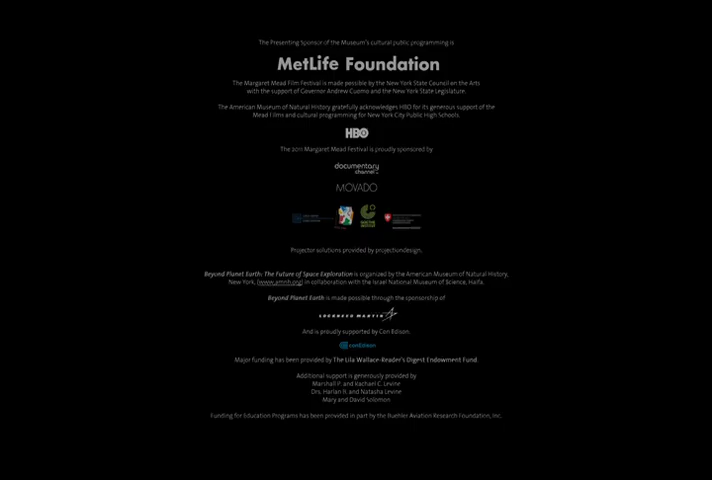 The Presenting Sponsor of the Museum's cultural public programming is
MetLife Foundation
The Margaret Mead Film Festival is made possible by the New York State Council on the Arts
with the support of Governor Andrew Cuomo and the New York State Legislature.
The American Museum of Natural History gratefully acknowledges HBO for its generous support of the
Mead Films and cultural programming for New York City Public High Schools.
HBO
The 2011 Margaret Mead Festival is proudly sponsored by
documentary
channel
MOVADO
GOETHE
INSTITUT
Projector solutions provided by projectiondesign.
Beyond Planet Earth: The Future of Space Exploration is organized by the American Museum of Natural History,
New York, (www.amnh.org) in collaboration with the Israel National Museum of Science, Haifa.
Beyond Planet Earth is made possible through the sponsorship of
LOCKHEED MARTIN
And is proudly supported by Con Edison.
conEdison
Major funding has been provided by The Lila Wallace-Reader's Digest Endowment Fund.
Additional support is generously provided by
Marshall P. and Rachael C. Levine
Drs. Harlan B. and Natasha Levine
Mary and David Solomon
Funding for Education Programs has been provided in part by the Buehler Aviation Research Foundation, Inc.